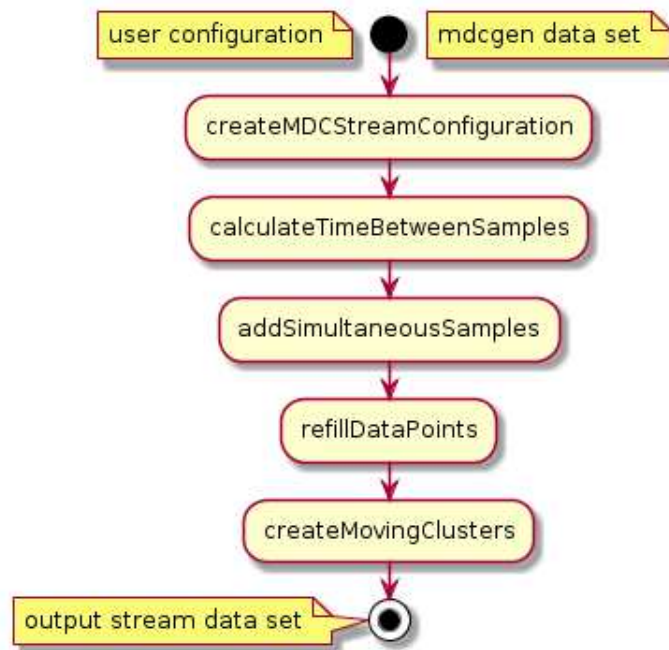 user configuration
mdcgen data set
createMDCStreamConfiguration
calculateTimeBetweenSamples
addSimultaneousSamples
refillDataPoints
createMovingClusters
output stream data set